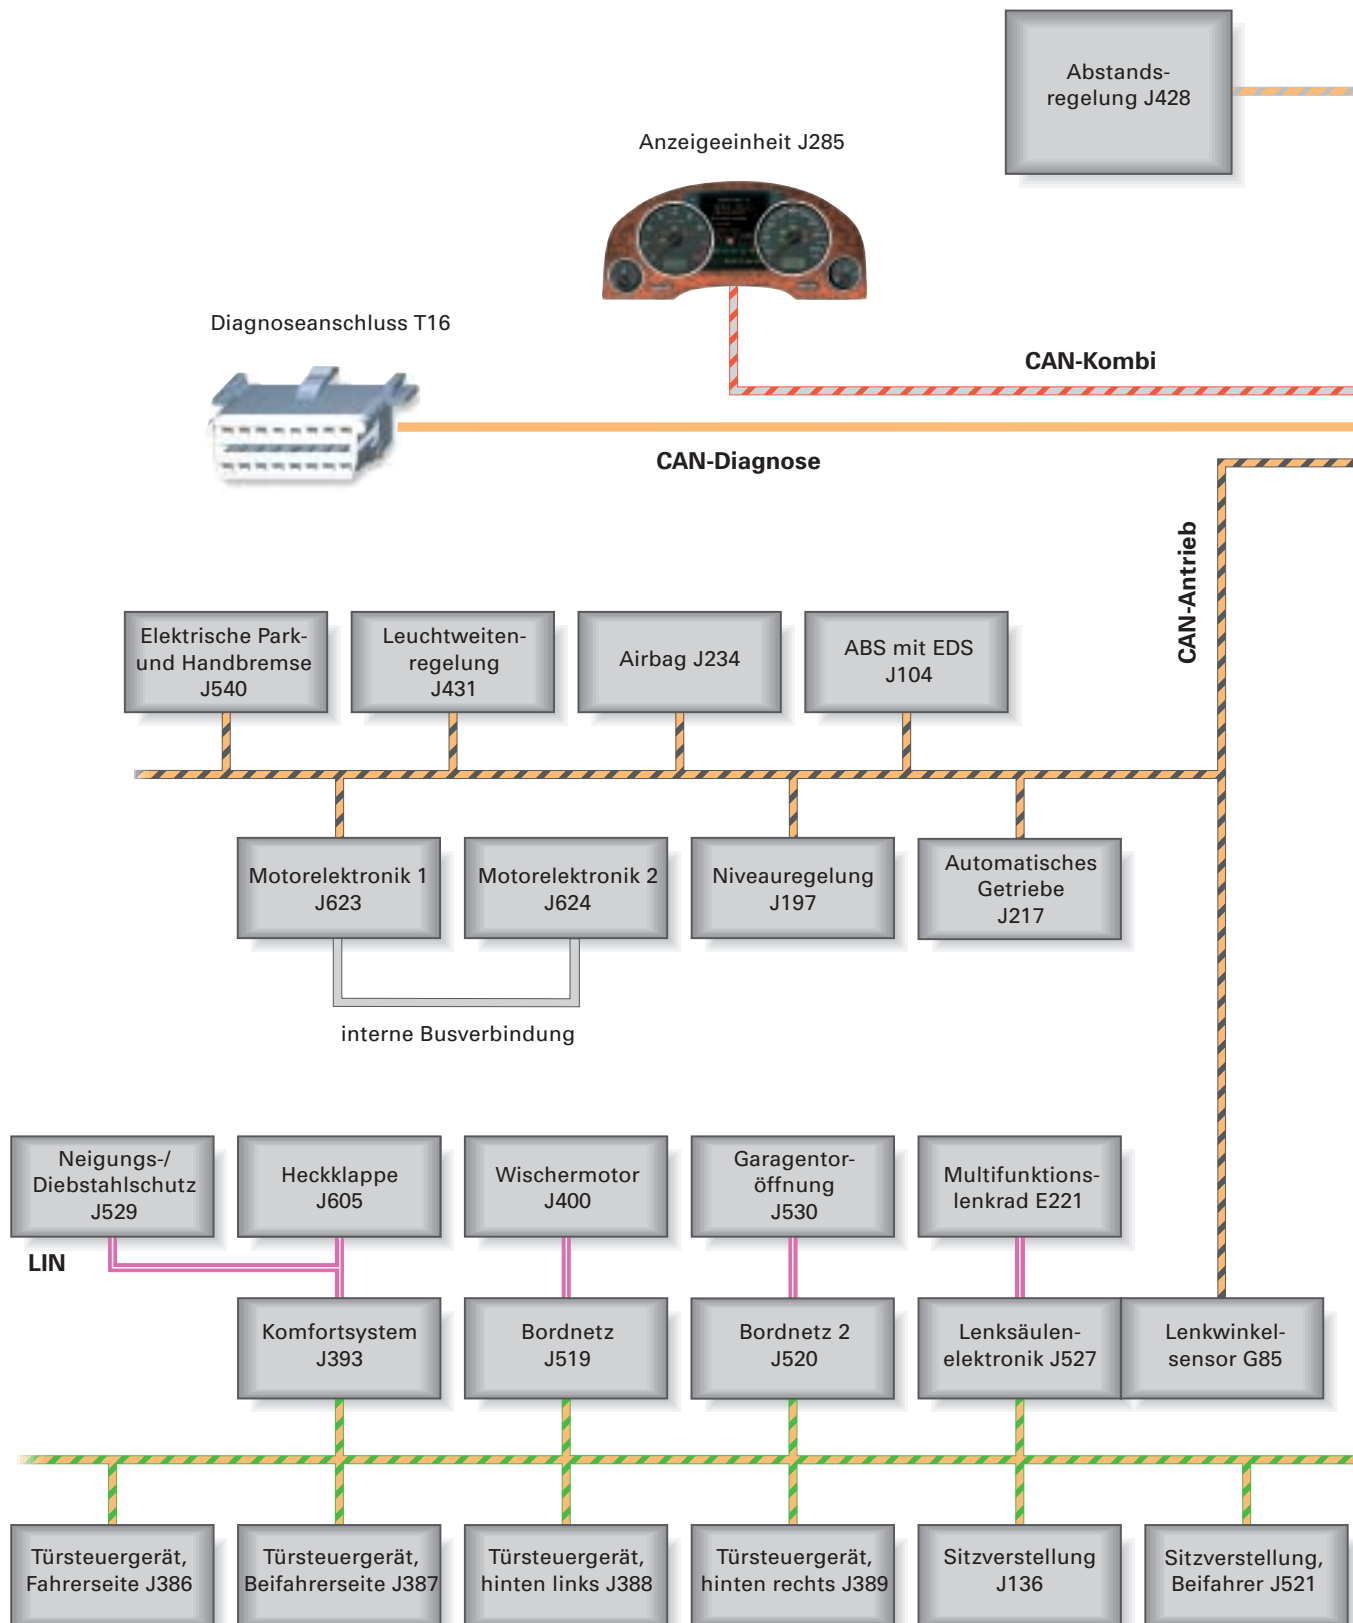 Abstands-
regelung J428
Anzeigeeinheit J285
Diagnoseanschluss T16
CAN-Kombi
CAN-Diagnose
CAN-Antrieb
Elektrische Park-
und Handbremse
J540
Leuchtweiten-
regelung
J431
Airbag J234
ABS mit EDS
J104
Motorelektronik 1
J623
Motorelektronik 2
J624
Niveauregelung
J197
Automatisches
Getriebe
J217
interne Busverbindung
Neigungs-/
Diebstahlschutz
J529
Heckklappe
J605
Wischermotor
J400
Garagentor-
öffnung
J530
Multifunktions-
lenkrad E221
LIN
Komfortsystem
J393
Bordnetz
J519
Bordnetz 2
J520
Lenksäulen-
elektronik J527
Lenkwinkel-
sensor G85
Türsteuergerät,
Fahrerseite J386
Türsteuergerät,
Beifahrerseite J387
Türsteuergerät,
hinten links J388
Türsteuergerät,
hinten rechts J389
Sitzverstellung
J136
Sitzverstellung,
Beifahrer J521